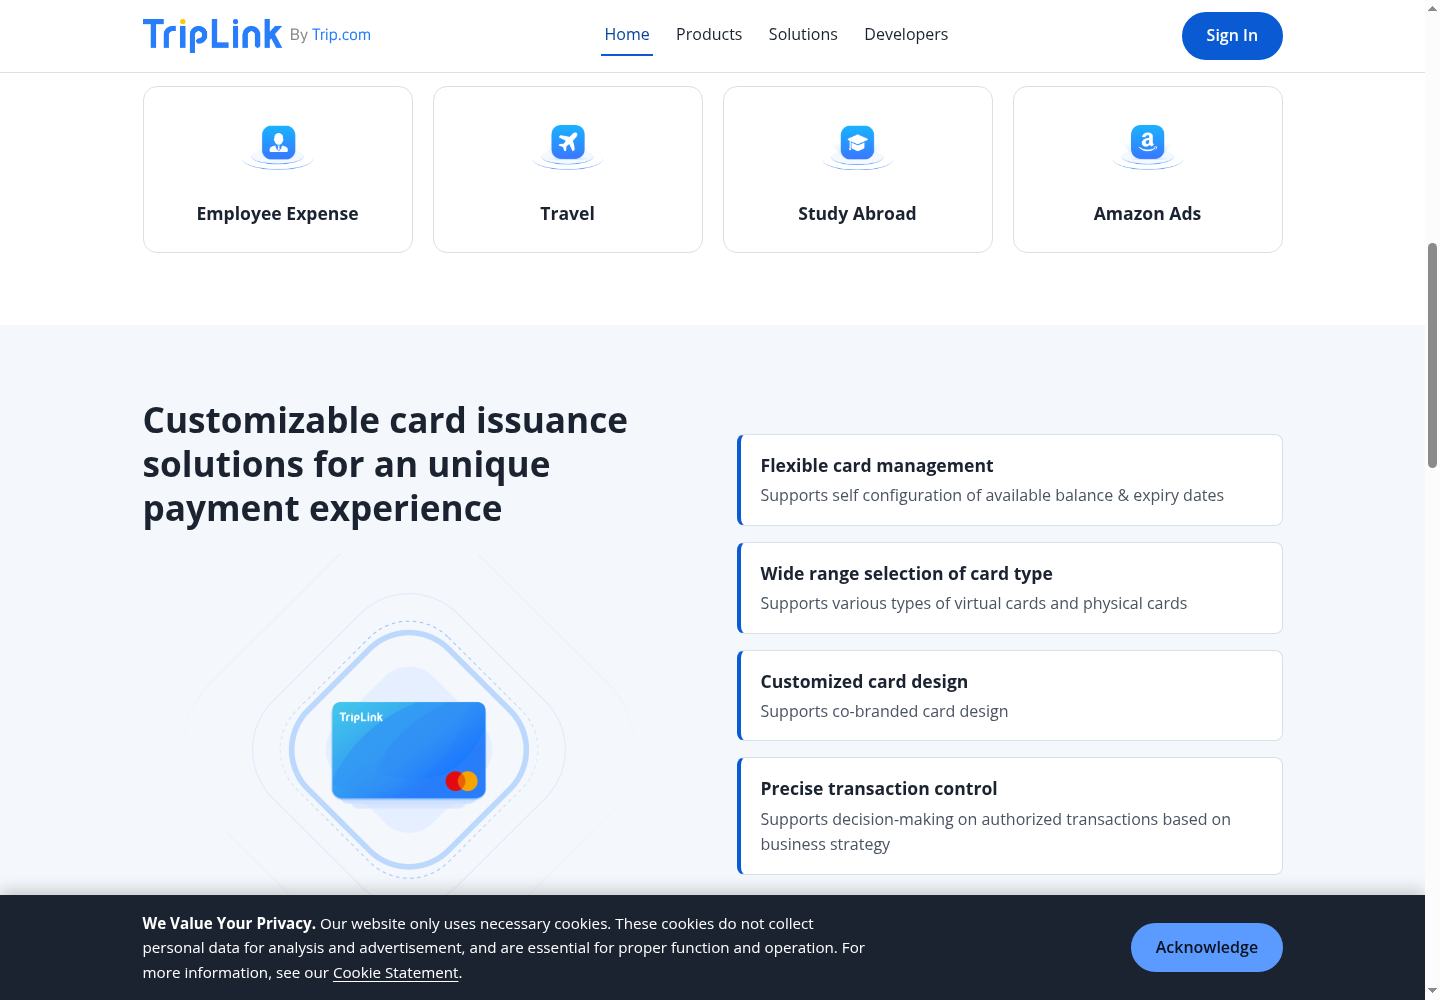 TripLink By Trip.com
Home Products Solutions Developers
Sign In
Employee Expense
Travel
Study Abroad
Amazon Ads
Customizable card issuance
solutions for an unique
payment experience
TripLink
Flexible card management
Supports self configuration of available balance & expiry dates
Wide range selection of card type
Supports various types of virtual cards and physical cards
Customized card design
Supports co-branded card design
Precise transaction control
Supports decision-making on authorized transactions based on
business strategy
We Value Your Privacy. Our website only uses necessary cookies. These cookies do not collect
personal data for analysis and advertisement, and are essential for proper function and operation. For
more information, see our Cookie Statement.
Acknowledge